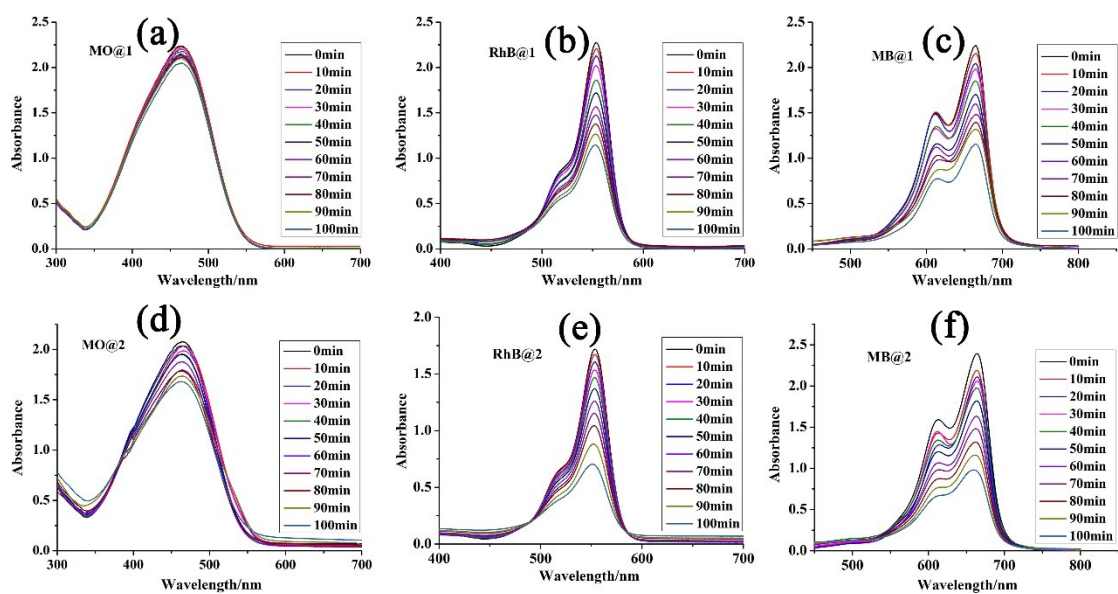 (a)
MO@1
0min
10min
20min
30min
40min
50min
60min
70min
80min
90min
100min
Absorbance
2.5
2.0
1.5
1.0
0.5
0.0
300 400 500 600 700
Wavelength/nm
(b)
RhB@1
0min
10min
20min
30min
40min
50min
60min
70min
80min
90min
100min
Absorbance
2.5
2.0
1.5
1.0
0.5
0.0
400 500 600 700
Wavelength/nm
(c)
MB@1
0min
10min
20min
30min
40min
50min
60min
70min
80min
90min
100min
Absorbance
2.5
2.0
1.5
1.0
0.5
0.0
500 600 700 800
Wavelength/nm
(d)
MO@2
0min
10min
20min
30min
40min
50min
60min
70min
80min
90min
100min
Absorbance
2.0
1.5
1.0
0.5
0.0
300 400 500 600 700
Wavelength/nm
(e)
RhB@2
0min
10min
20min
30min
40min
50min
60min
70min
80min
90min
100min
Absorbance
2.0
1.5
1.0
0.5
0.0
400 500 600 700
Wavelength/nm
(f)
MB@2
0min
10min
20min
30min
40min
50min
60min
70min
80min
90min
100min
Absorbance
2.5
2.0
1.5
1.0
0.5
0.0
500 600 700 800
Wavelength/nm